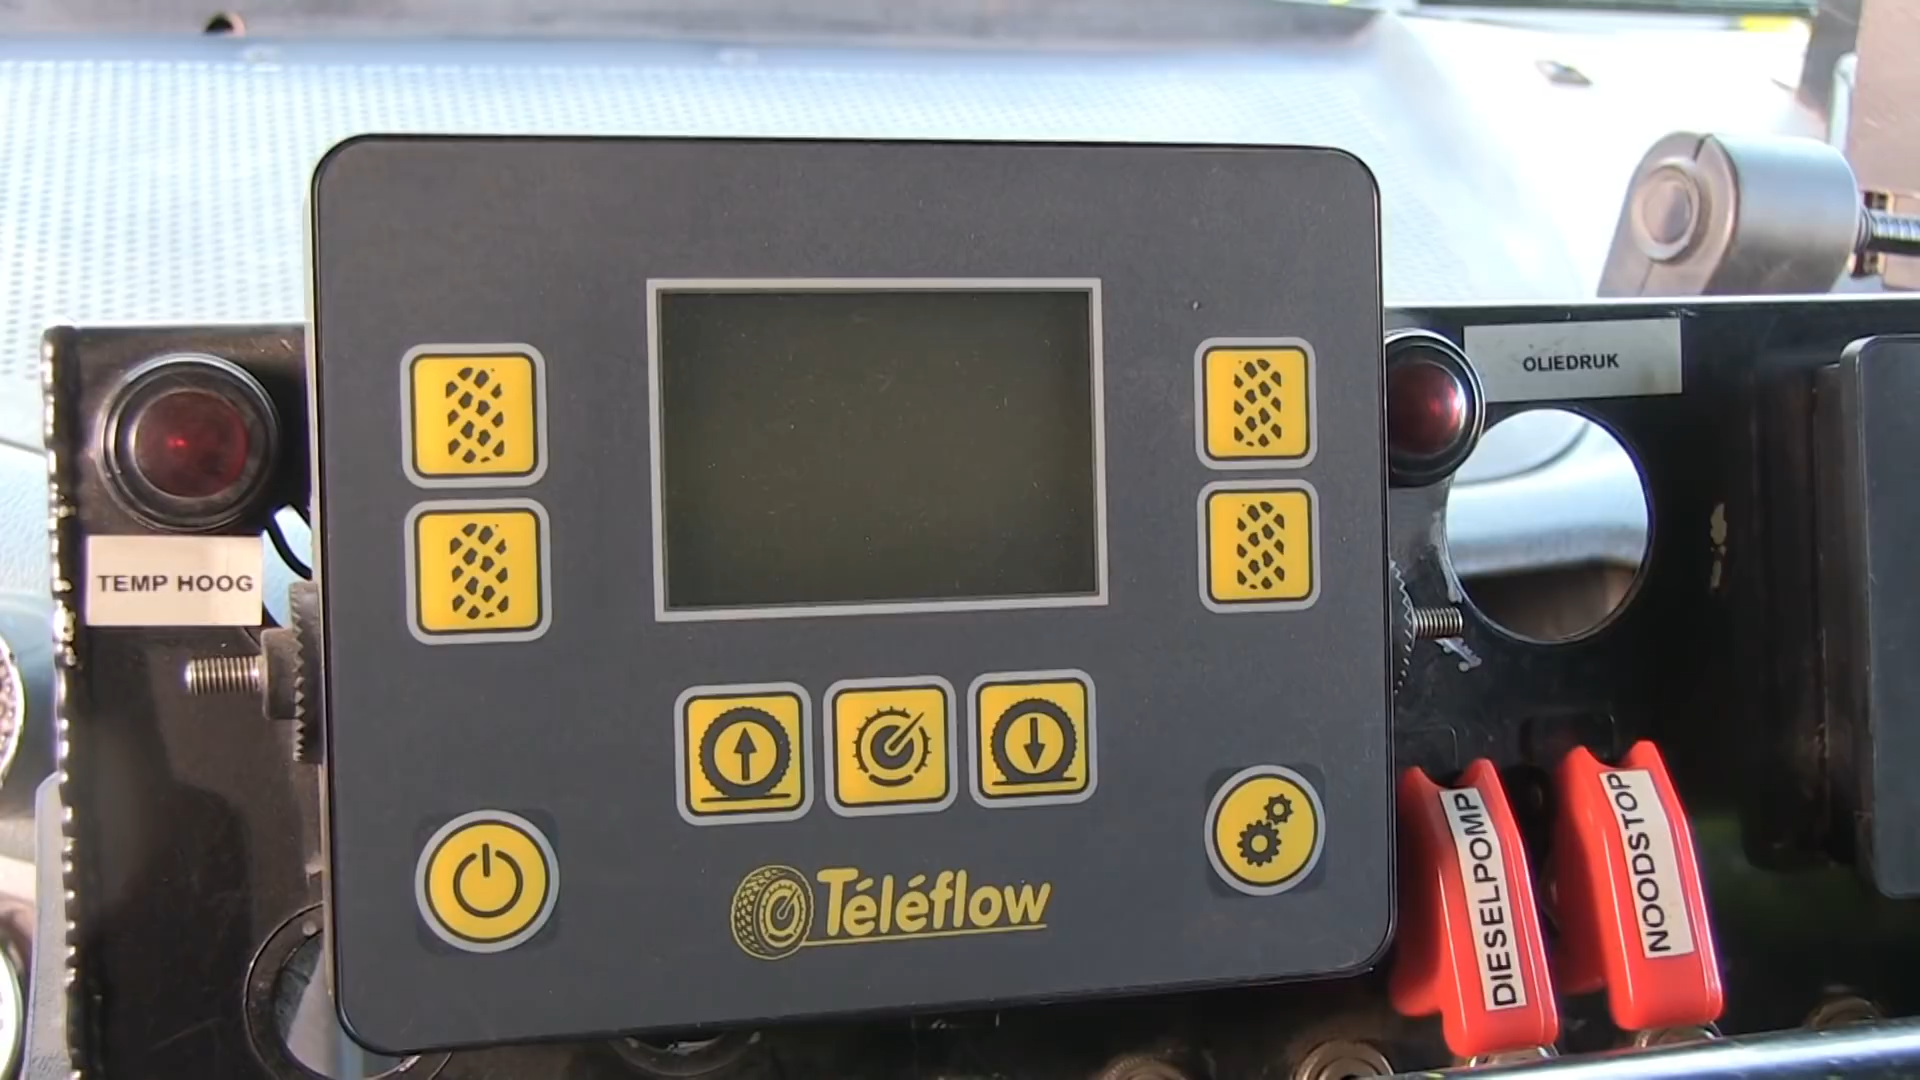 OLIEDRUK
TEMP HOOG
DIESELPOMP
NOODSTOP
Téléflow